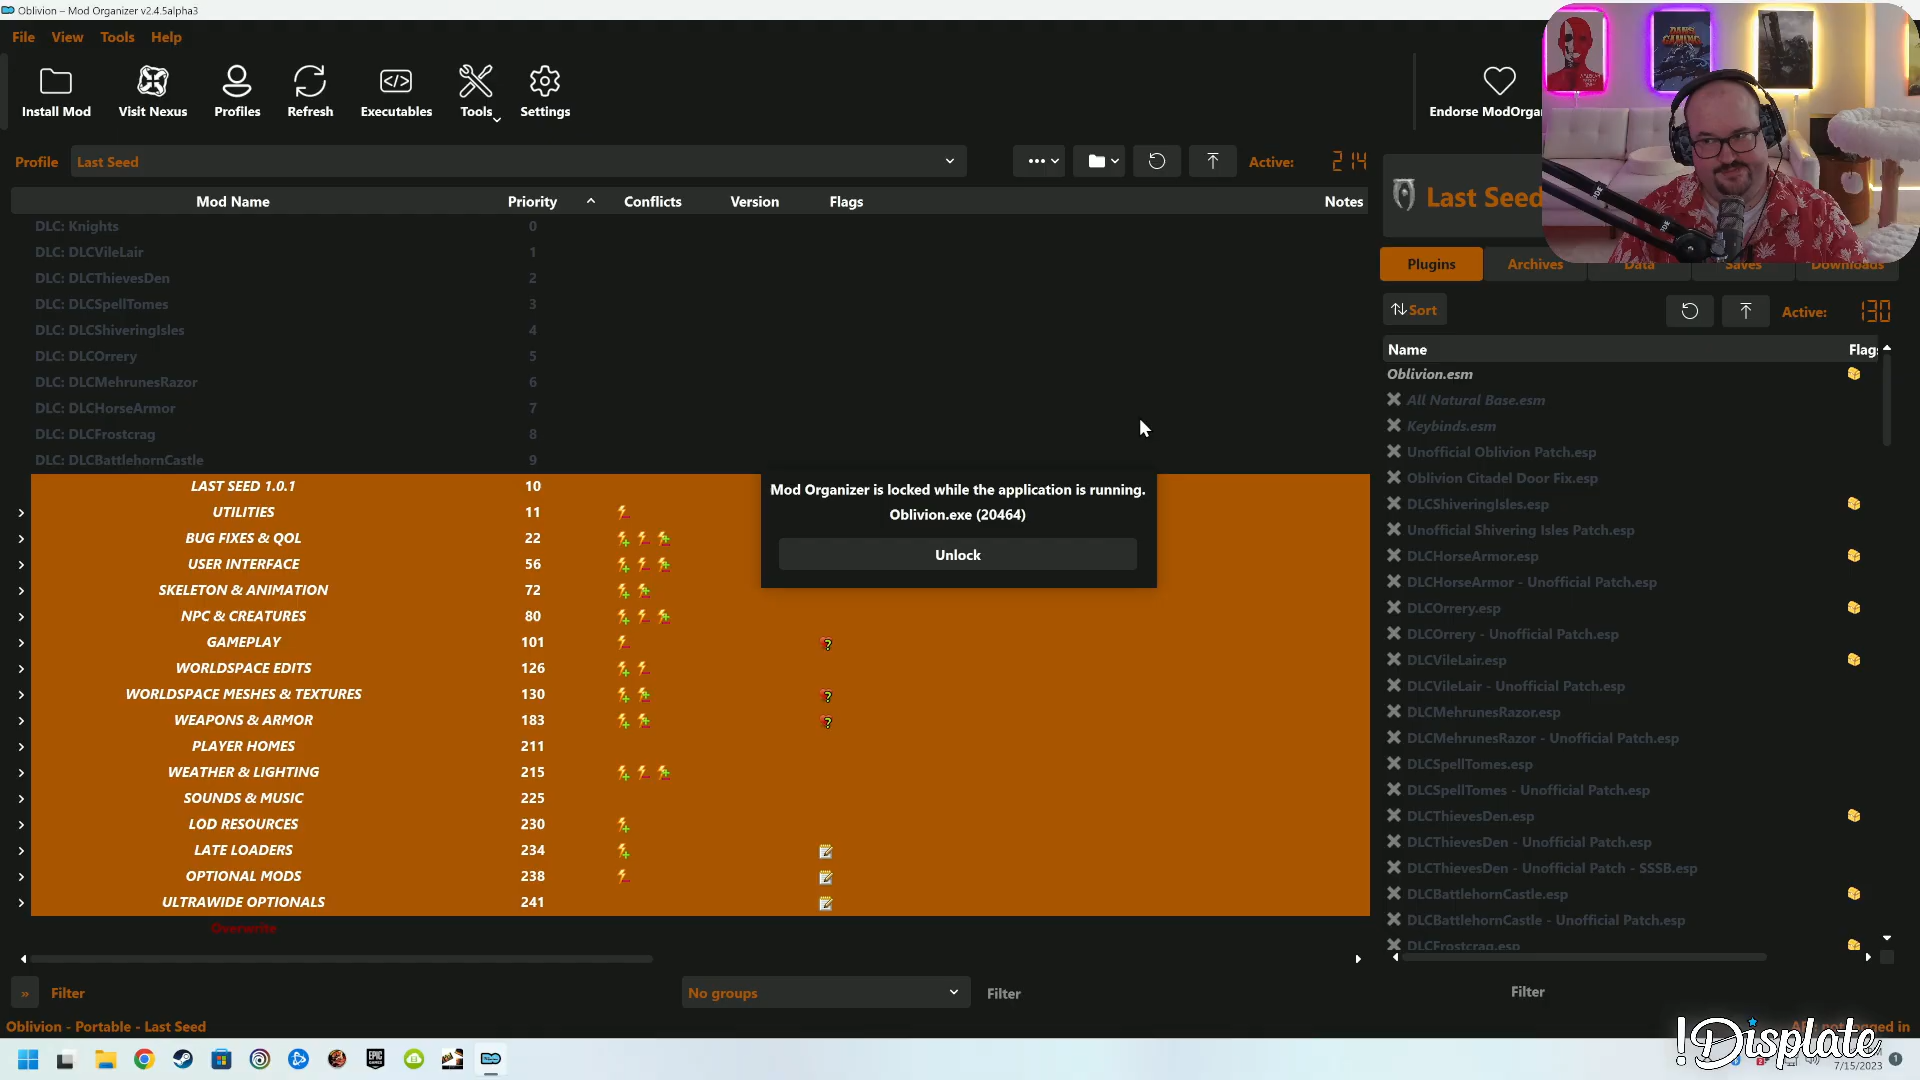 Oblivion – Mod Organizer v2.4.5alpha3
File View Tools Help
Install Mod Visit Nexus Profiles Refresh Executables Tools Settings
Endorse ModOrgan
Profile Last Seed Active: 214
Mod Name Priority Conflicts Version Flags Notes
DLC: Knights 0
DLC: DLCVileLair 1
DLC: DLCThievesDen 2
DLC: DLCSpellTomes 3
DLC: DLCShiveringIsles 4
DLC: DLCOrrery 5
DLC: DLCMehrunesRazor 6
DLC: DLCHorseArmor 7
DLC: DLCFrostcrag 8
DLC: DLCBattlehornCastle 9
LAST SEED 1.0.1 10
UTILITIES 11
BUG FIXES & QOL 22
USER INTERFACE 56
SKELETON & ANIMATION 72
NPC & CREATURES 80
GAMEPLAY 101
WORLDSPACE EDITS 126
WORLDSPACE MESHES & TEXTURES 130
WEAPONS & ARMOR 183
PLAYER HOMES 211
WEATHER & LIGHTING 215
SOUNDS & MUSIC 225
LOD RESOURCES 230
LATE LOADERS 234
OPTIONAL MODS 238
ULTRAWIDE OPTIONALS 241
Overwrite
Mod Organizer is locked while the application is running.
Oblivion.exe (20464)
Unlock
» Filter
No groups
Filter
Oblivion - Portable - Last Seed
Last Seed
DANS
GAMING
RODE
Plugins Archives Data Saves Downloads
Sort
Active: 130
Name Flag
Oblivion.esm
All Natural Base.esm
Keybinds.esm
Unofficial Oblivion Patch.esp
Oblivion Citadel Door Fix.esp
DLCShiveringIsles.esp
Unofficial Shivering Isles Patch.esp
DLCHorseArmor.esp
DLCHorseArmor - Unofficial Patch.esp
DLCOrrery.esp
DLCOrrery - Unofficial Patch.esp
DLCVileLair.esp
DLCVileLair - Unofficial Patch.esp
DLCMehrunesRazor.esp
DLCMehrunesRazor - Unofficial Patch.esp
DLCSpellTomes.esp
DLCSpellTomes - Unofficial Patch.esp
DLCThievesDen.esp
DLCThievesDen - Unofficial Patch.esp
DLCThievesDen - Unofficial Patch - SSSB.esp
DLCBattlehornCastle.esp
DLCBattlehornCastle - Unofficial Patch.esp
DLCFrostcrag.esp
Filter
not logged in
!Displate
EPIC
7/15/2023
1